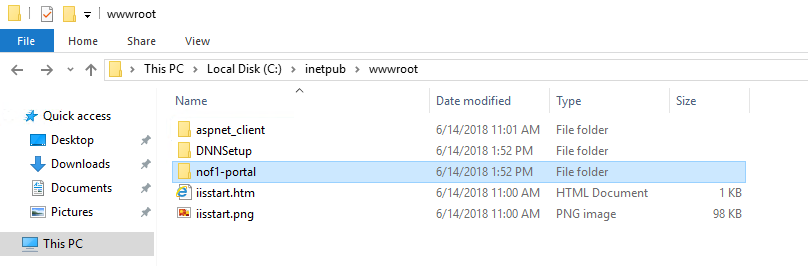 wwwroot
File Home Share View
This PC Local Disk (C:) inetpub wwwroot
Name Date modified Type Size
Quick access
Desktop
Downloads
Documents
Pictures
This PC
aspnet_client 6/14/2018 11:01 AM File folder
DNNSetup 6/14/2018 1:52 PM File folder
nof1-portal 6/14/2018 1:52 PM File folder
iisstart.htm 6/14/2018 11:00 AM HTML Document 1 KB
iisstart.png 6/14/2018 11:00 AM PNG image 98 KB